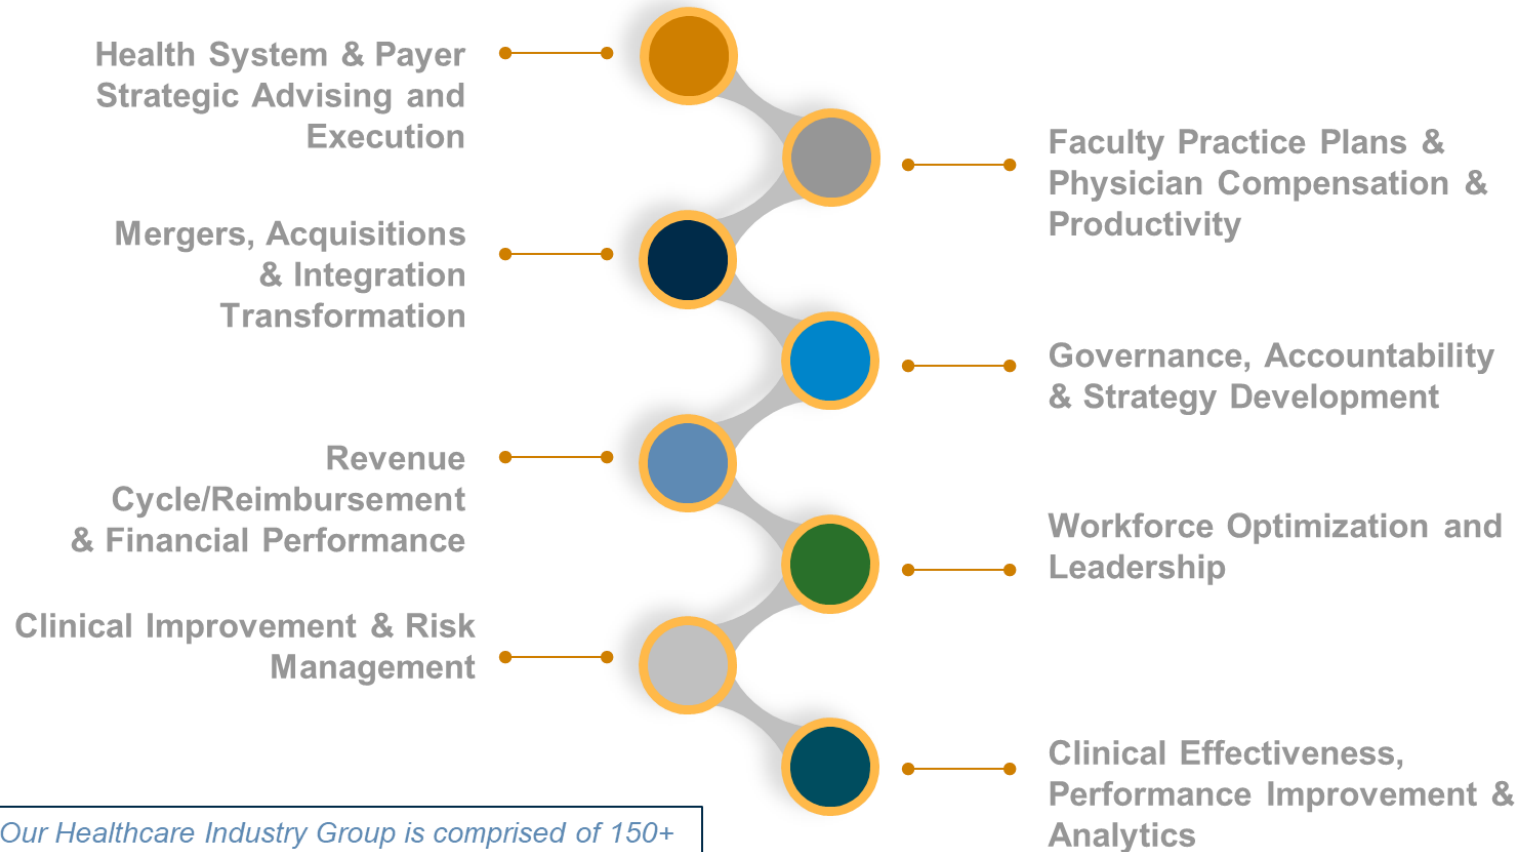 Health System & Payer
Strategic Advising and
Execution
Faculty Practice Plans &
Physician Compensation &
Productivity
Mergers, Acquisitions
& Integration
Transformation
Governance, Accountability
& Strategy Development
Revenue
Cycle/Reimbursement
& Financial Performance
Workforce Optimization and
Leadership
Clinical Improvement & Risk
Management
Clinical Effectiveness,
Performance Improvement &
Analytics
Our Healthcare Industry Group is comprised of 150+